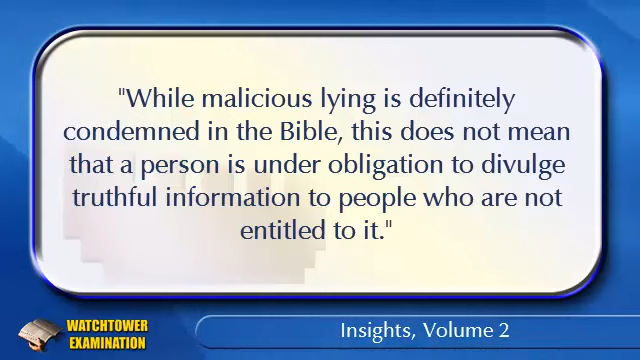 "While malicious lying is definitely
condemned in the Bible, this does not mean
that a person is under obligation to divulge
truthful information to people who are not
entitled to it."
WATCHTOWER
EXAMINATION
Insights, Volume 2